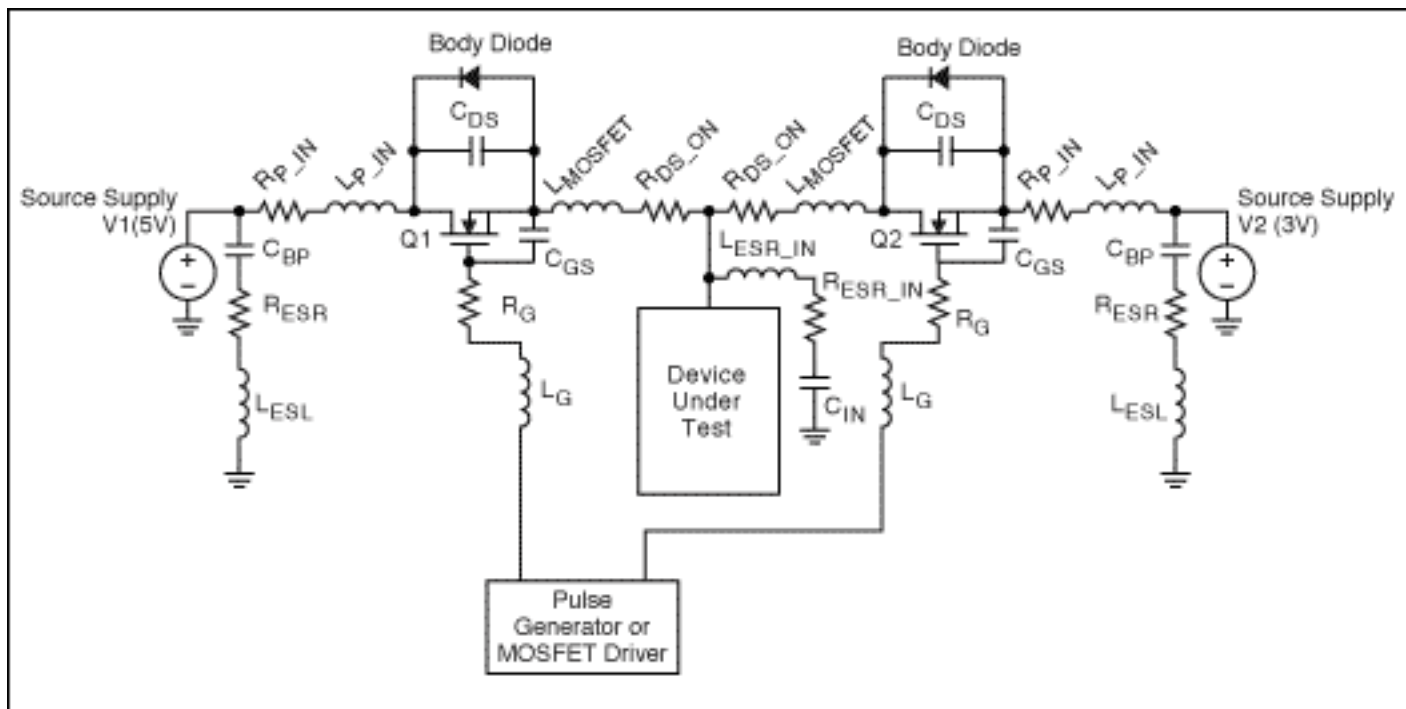 Body Diode
Body Diode
CDS
CDS
RP_IN
LP_IN
LMOSFET
RDS_ON
RDS_ON
LMOSFET
RP_IN
LP_IN
Source Supply
V1(5V)
Source Supply
V2 (3V)
+
−
CBP
RESR
LESL
Q1
CGS
RG
LG
LESR_IN
RESR_IN
CIN
Device
Under
Test
Q2
CGS
RG
LG
CBP
RESR
LESL
+
−
Pulse
Generator or
MOSFET Driver